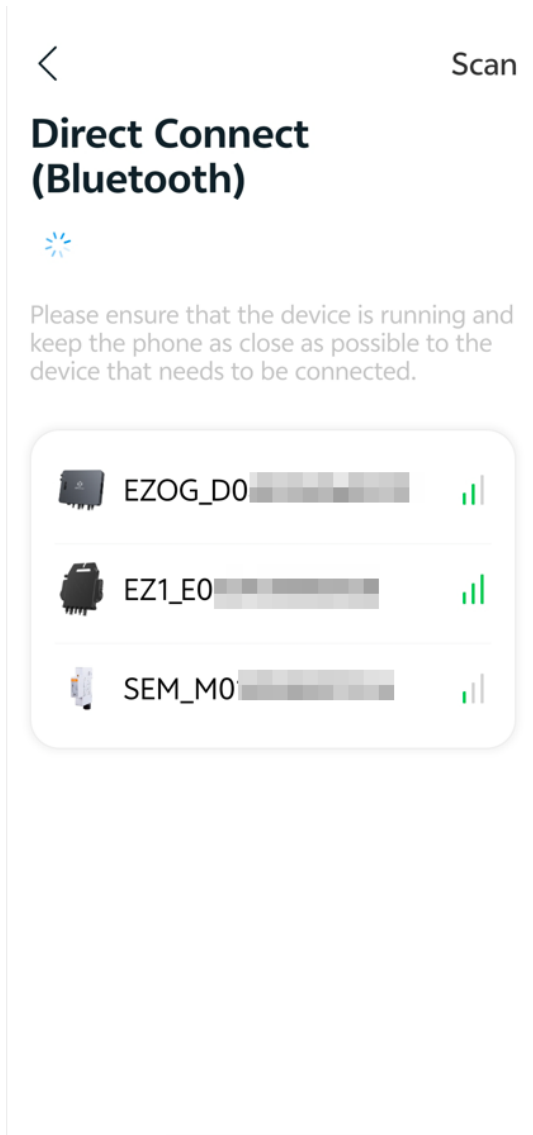 Scan
Direct Connect
(Bluetooth)
Please ensure that the device is running and
keep the phone as close as possible to the
device that needs to be connected.
EZOG_D0
EZ1_E0
SEM_M0